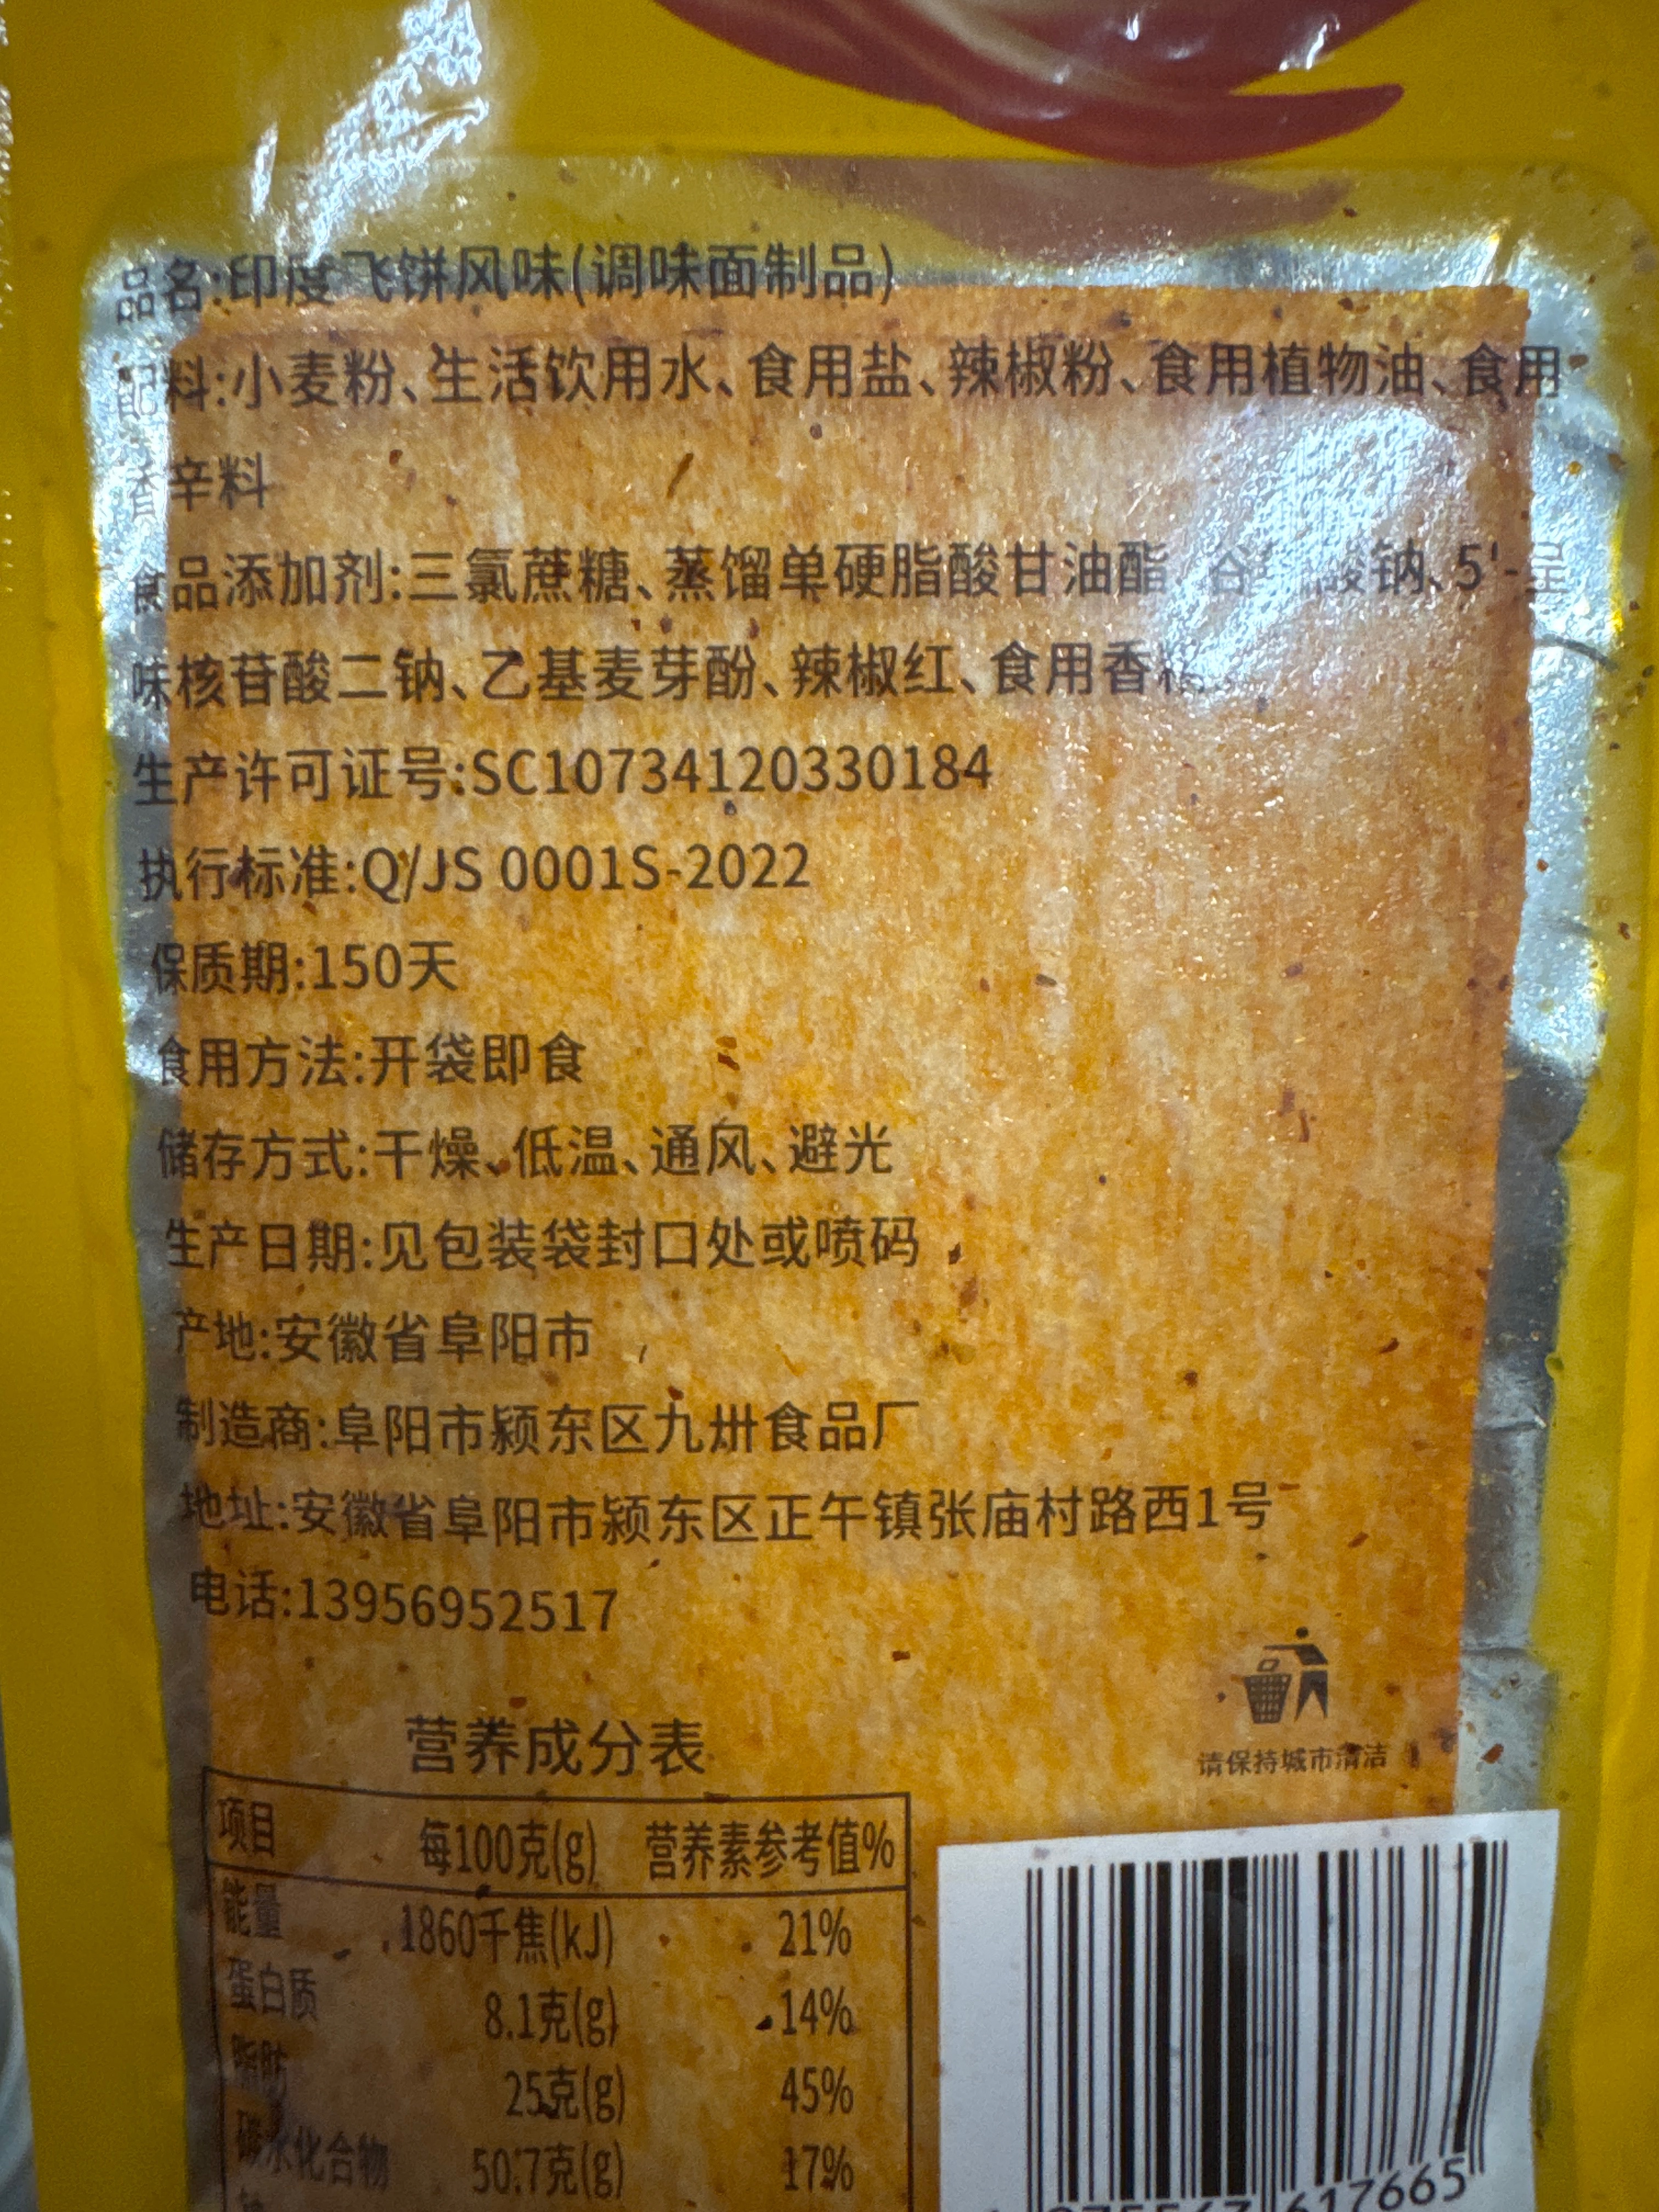 品名:印度飞饼风味(调味面制品)
配料:小麦粉、生活饮用水、食用盐、辣椒粉、食用植物油、食用
香辛料
食品添加剂:三氯蔗糖、蒸馏单硬脂酸甘油酯、谷氨酸钠、5'-呈
味核苷酸二钠、乙基麦芽酚、辣椒红、食用香精
生产许可证号:SC10734120330184
执行标准:Q/JS 0001S-2022
保质期:150天
食用方法:开袋即食
储存方式:干燥、低温、通风、避光
生产日期:见包装袋封口处或喷码
产地:安徽省阜阳市
制造商:阜阳市颍东区九卅食品厂
地址:安徽省阜阳市颍东区正午镇张庙村路西1号
电话:13956952517
请保持城市清洁
营养成分表
项目 每100克(g) 营养素参考值%
能量 1860千焦(kJ) 21%
蛋白质 8.1克(g) 14%
脂肪 25克(g) 45%
碳水化合物 50.7克(g) 17%
617665